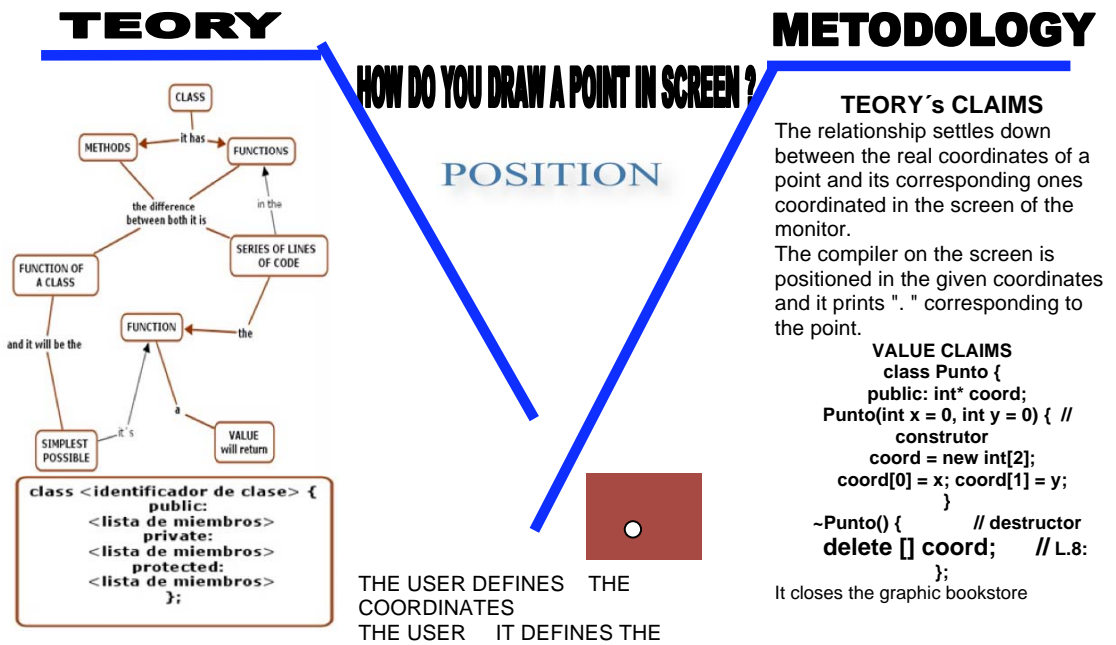 TEORY
CLASS
it has
METHODS
FUNCTIONS
the difference
between both it is
in the
SERIES OF LINES
OF CODE
FUNCTION OF
A CLASS
FUNCTION
the
and it will be the
a
it´s
SIMPLEST
POSSIBLE
VALUE
will return
class <identificador de clase> {
public:
<lista de miembros>
private:
<lista de miembros>
protected:
<lista de miembros>
};
HOW DO YOU DRAW A POINT IN SCREEN ?
POSITION
THE USER DEFINES THE
COORDINATES
THE USER IT DEFINES THE
METODOLOGY
TEORY´s CLAIMS
The relationship settles down
between the real coordinates of a
point and its corresponding ones
coordinated in the screen of the
monitor.
The compiler on the screen is
positioned in the given coordinates
and it prints ". " corresponding to
the point.
VALUE CLAIMS
class Punto {
public: int* coord;
Punto(int x = 0, int y = 0) { //
construtor
coord = new int[2];
coord[0] = x; coord[1] = y;
}
~Punto() { // destructor
delete [] coord; // L.8:
};
It closes the graphic bookstore